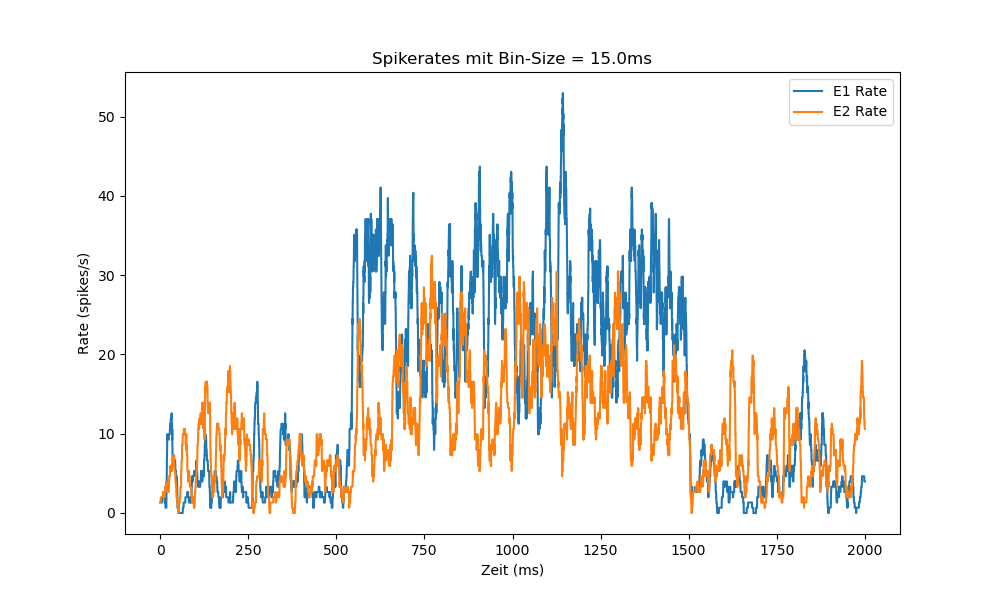 Spikerates mit Bin-Size = 15.0ms
E1 Rate
E2 Rate
50
40
30
20
10
0
Rate (spikes/s)
0 250 500 750 1000 1250 1500 1750 2000
Zeit (ms)